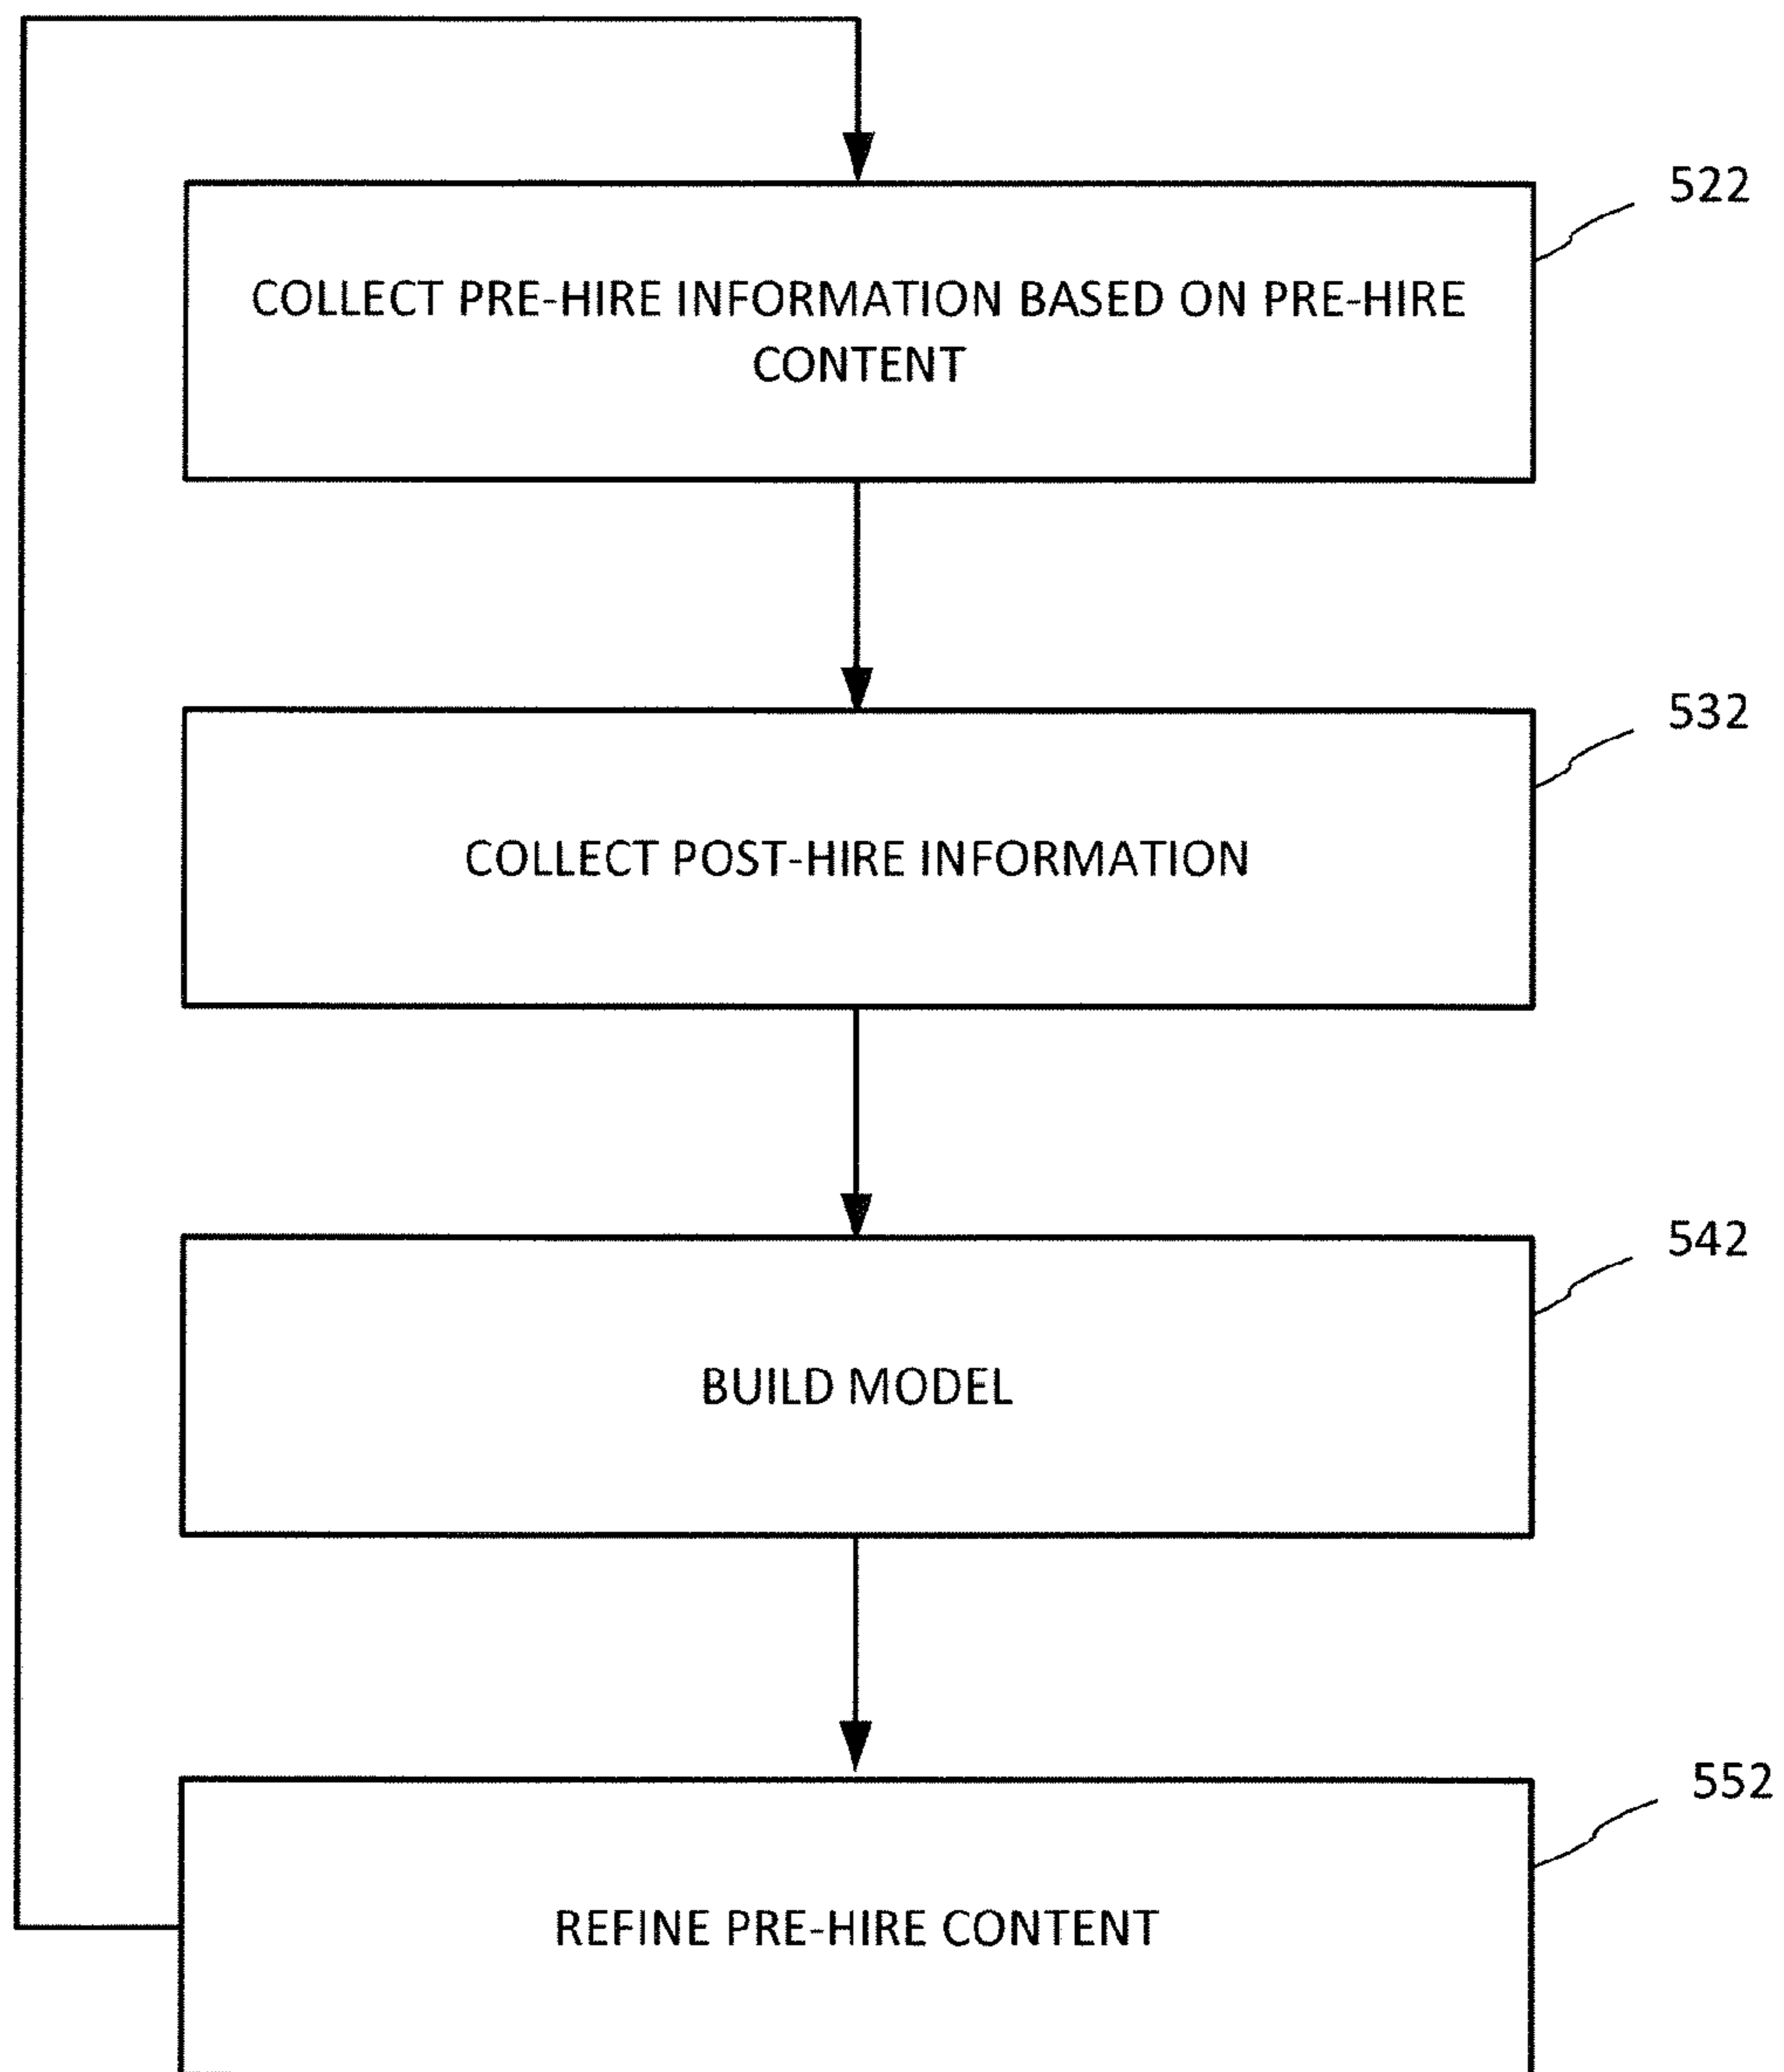 522
COLLECT PRE-HIRE INFORMATION BASED ON PRE-HIRE
CONTENT
532
COLLECT POST-HIRE INFORMATION
542
BUILD MODEL
552
REFINE PRE-HIRE CONTENT